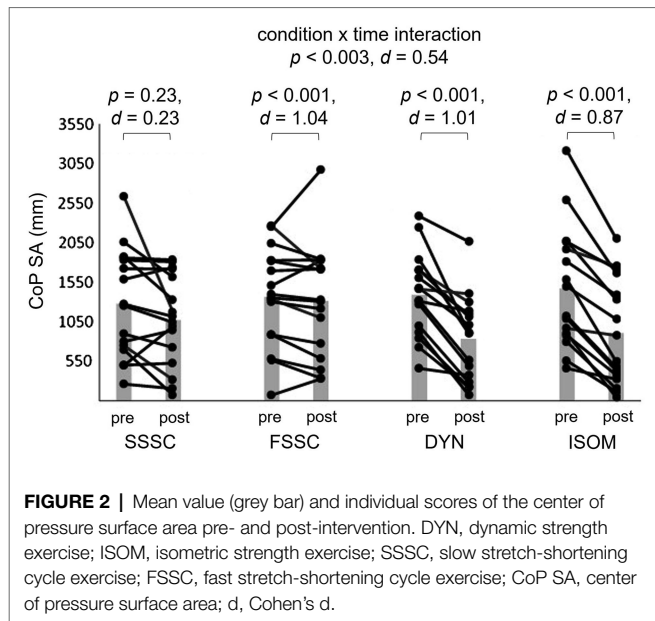 condition x time interaction
p < 0.003, d = 0.54
p = 0.23, p < 0.001, p < 0.001, p < 0.001,
d = 0.23 d = 1.04 d = 1.01 d = 0.87
3550
3050
2550
2050
1550
1050
550
CoP SA (mm)
pre post pre post pre post pre post
SSSC FSSC DYN ISOM
FIGURE 2 | Mean value (grey bar) and individual scores of the center of
pressure surface area pre- and post-intervention. DYN, dynamic strength
exercise; ISOM, isometric strength exercise; SSSC, slow stretch-shortening
cycle exercise; FSSC, fast stretch-shortening cycle exercise; CoP SA, center
of pressure surface area; d, Cohen's d.